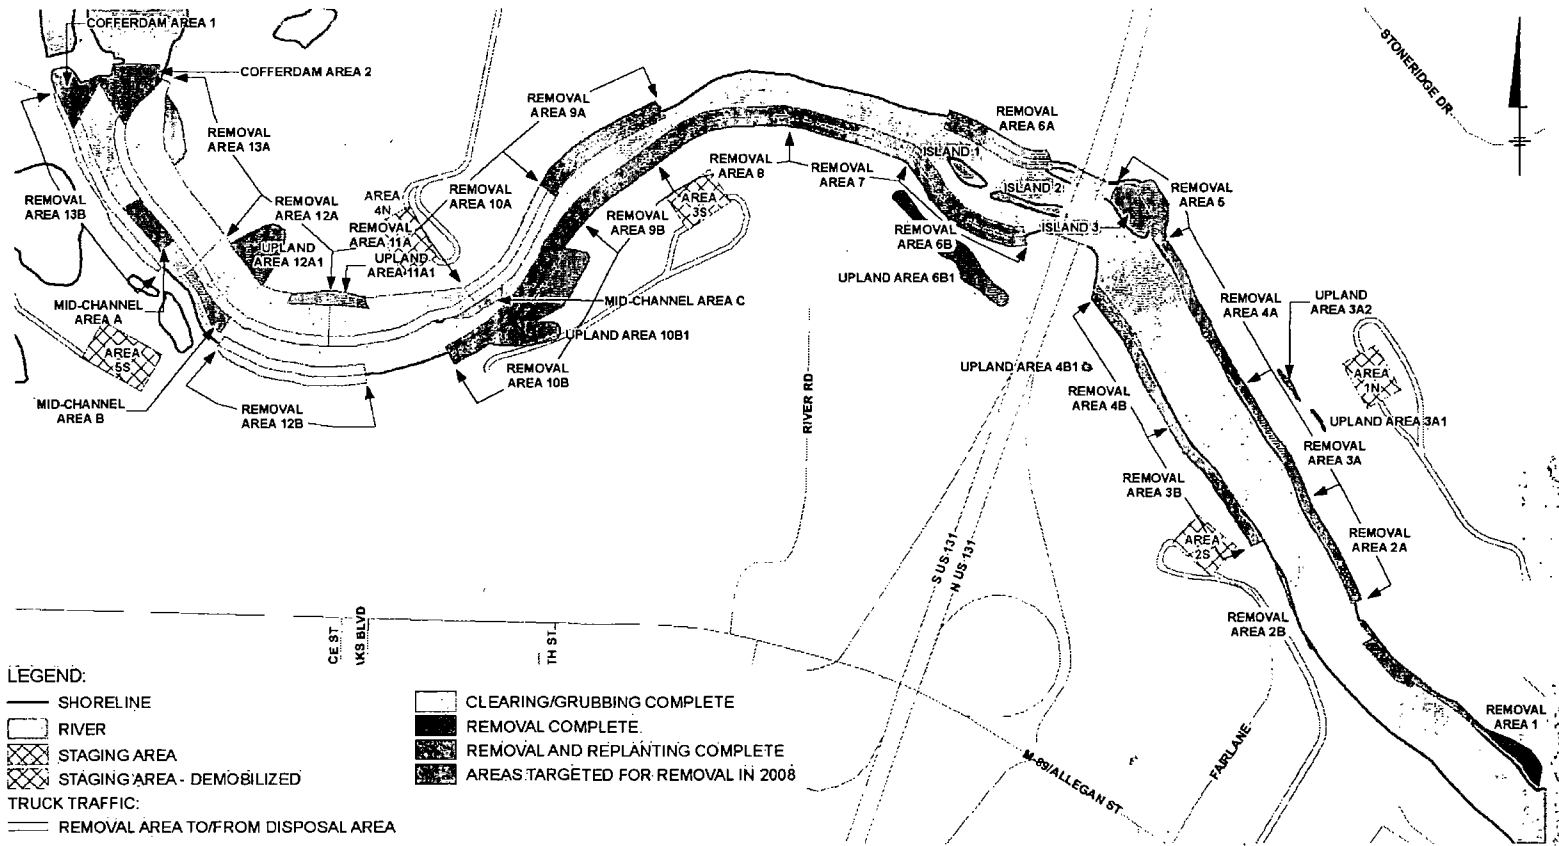 COFFERDAM AREA 1
COFFERDAM AREA 2
REMOVAL
AREA 13A
REMOVAL
AREA 13B
REMOVAL
AREA 12A
UPLAND
AREA 12A1
MID-CHANNEL
AREA A
AREA
5S
MID-CHANNEL
AREA B
REMOVAL
AREA 12B
AREA
4N
REMOVAL
AREA 11A
UPLAND
AREA 11A1
REMOVAL
AREA 10A
REMOVAL
AREA 9A
REMOVAL
AREA 9B
MID-CHANNEL AREA C
UPLAND AREA 10B1
REMOVAL
AREA 10B
AREA
3S
REMOVAL
AREA 8
REMOVAL
AREA 7
REMOVAL
AREA 6A
ISLAND 1
ISLAND 2
ISLAND 3
REMOVAL
AREA 6B
UPLAND AREA 6B1
REMOVAL
AREA 5
STONERIDGE DR
REMOVAL
AREA 4A
UPLAND
AREA 3A2
AREA
1N
UPLAND AREA 3A1
REMOVAL
AREA 3A
UPLAND AREA 4B1
REMOVAL
AREA 4B
REMOVAL
AREA 3B
AREA
2S
REMOVAL
AREA 2A
REMOVAL
AREA 2B
REMOVAL
AREA 1
RIVER RD
S US 131
N US 131
M-89/ALLEGAN ST
FAIRLANE
CE ST
AKS BLVD
TH ST
LEGEND:
SHORELINE
RIVER
STAGING AREA
STAGING AREA - DEMOBILIZED
TRUCK TRAFFIC:
REMOVAL AREA TO/FROM DISPOSAL AREA
CLEARING/GRUBBING COMPLETE
REMOVAL COMPLETE
REMOVAL AND REPLANTING COMPLETE
AREAS TARGETED FOR REMOVAL IN 2008